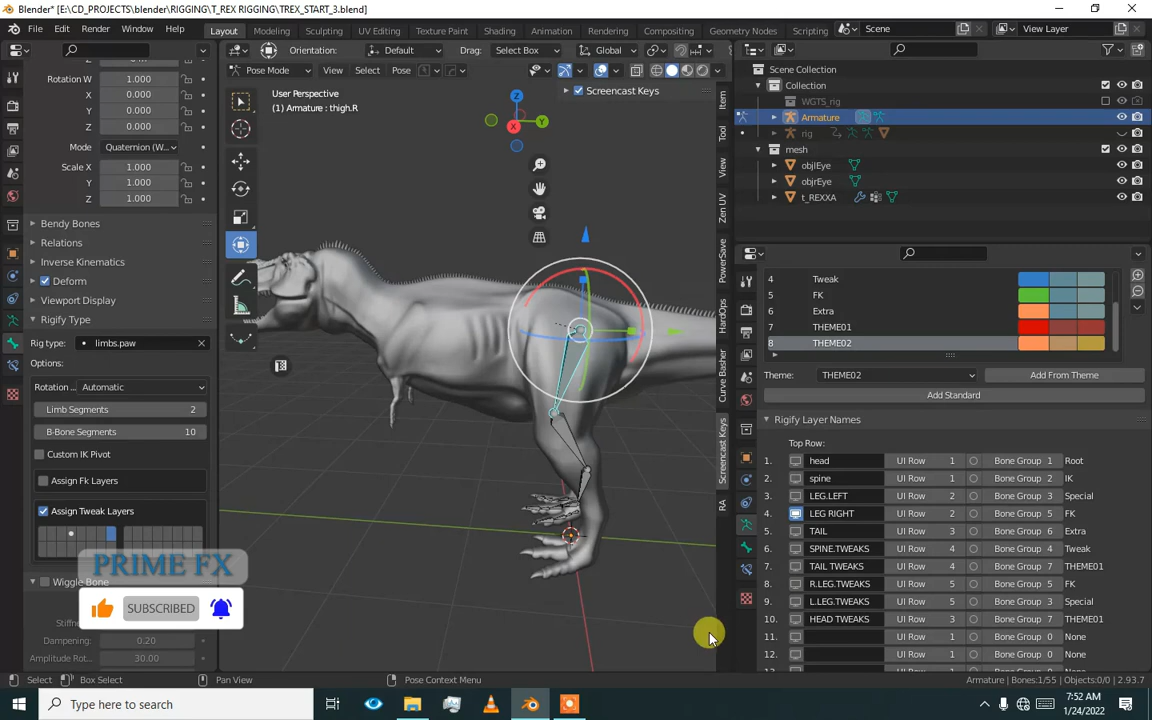 Blender* [E:\CD_PROJECTS\blender\RIGGING\T_REX RIGGING\TREX_START_3.blend]
File Edit Render Window Help Layout Modeling Sculpting UV Editing Texture Paint Shading Animation Rendering Compositing Geometry Nodes Scripting Scene View Layer
Orientation: Default Drag: Select Box Global
Pose Mode View Select Pose
Screencast Keys
User Perspective
(1) Armature : thigh.R
Rotation W 1.000
X 0.000
Y 0.000
Z 0.000
Mode Quaternion (W...
Scale X 1.000
Y 1.000
Z 1.000
Bendy Bones
Relations
Inverse Kinematics
Deform
Viewport Display
Rigify Type
Rig type: limbs.paw
Options:
Rotation ... Automatic
Limb Segments 2
B-Bone Segments 10
Custom IK Pivot
Assign Fk Layers
Assign Tweak Layers
PRIME FX
Wiggle Bone
SUBSCRIBED
Stiffn
Dampening: 0.20
Amplitude Rot... 30.00
X
Y
Z
Item
Tool
View
Zen UV
PowerSave
HardOps
Curve Basher
Screencast Keys
RA
Scene Collection
Collection
WGTS_rig
Armature
rig
mesh
objlEye
objrEye
t_REXXA
4 Tweak
5 FK
6 Extra
7 THEME01
8 THEME02
Theme: THEME02 Add From Theme
Add Standard
Rigify Layer Names
Top Row:
1. head UI Row 1 Bone Group 1 Root
2. spine UI Row 1 Bone Group 2 IK
3. LEG.LEFT UI Row 2 Bone Group 3 Special
4. LEG RIGHT UI Row 2 Bone Group 5 FK
5. TAIL UI Row 3 Bone Group 6 Extra
6. SPINE.TWEAKS UI Row 4 Bone Group 4 Tweak
7. TAIL TWEAKS UI Row 4 Bone Group 7 THEME01
8. R.LEG.TWEAKS UI Row 5 Bone Group 5 FK
9. L.LEG.TWEAKS UI Row 5 Bone Group 3 Special
10. HEAD TWEAKS UI Row 3 Bone Group 7 THEME01
11. UI Row 1 Bone Group 0 None
12. UI Row 1 Bone Group 0 None
Select Box Select Pan View Pose Context Menu Armature | Bones:1/55 | Objects:0/0 | 2.93.7
Type here to search
7:52 AM
1/24/2022